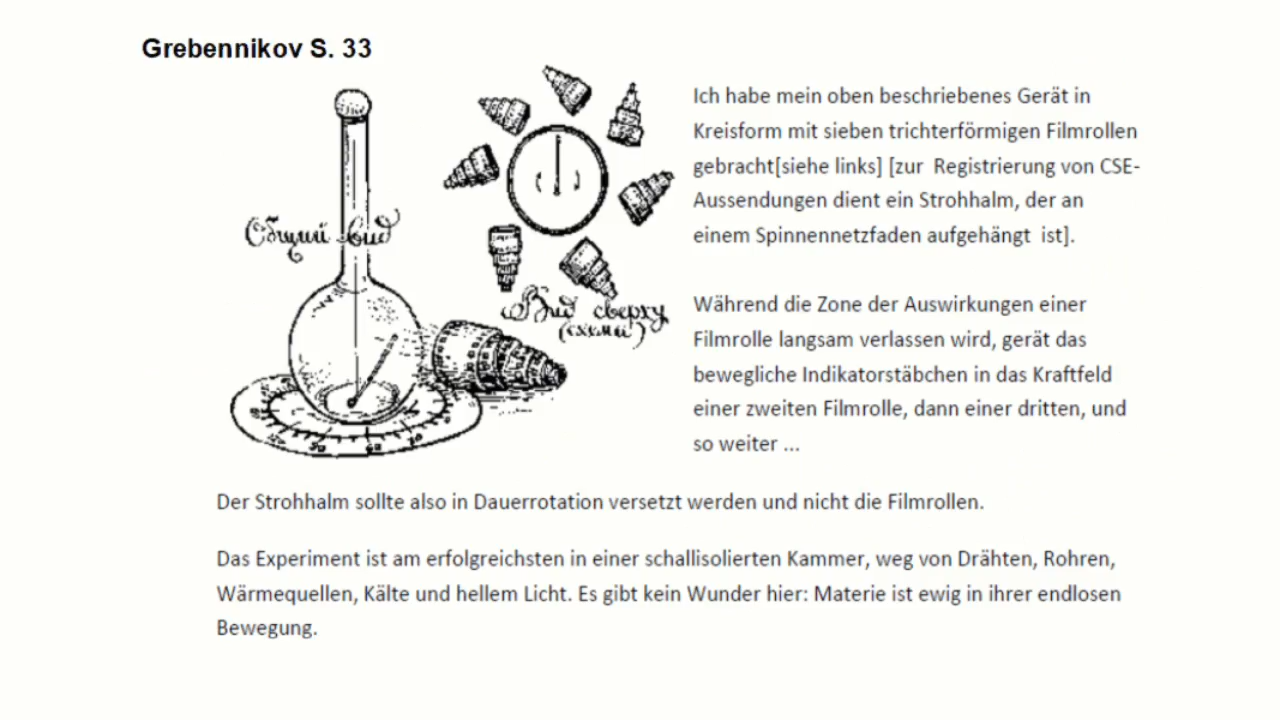 Grebennikov S. 33
Ich habe mein oben beschriebenes Gerät in
Kreisform mit sieben trichterförmigen Filmrollen
gebracht[siehe links] [zur Registrierung von CSE-
Aussendungen dient ein Strohhalm, der an
einem Spinnennetzfaden aufgehängt ist].
Общий вид
Вид сверху
(схема)
Während die Zone der Auswirkungen einer
Filmrolle langsam verlassen wird, gerät das
bewegliche Indikatorstäbchen in das Kraftfeld
einer zweiten Filmrolle, dann einer dritten, und
so weiter ...
Der Strohhalm sollte also in Dauerrotation versetzt werden und nicht die Filmrollen.
Das Experiment ist am erfolgreichsten in einer schallisolierten Kammer, weg von Drähten, Rohren,
Wärmequellen, Kälte und hellem Licht. Es gibt kein Wunder hier: Materie ist ewig in ihrer endlosen
Bewegung.